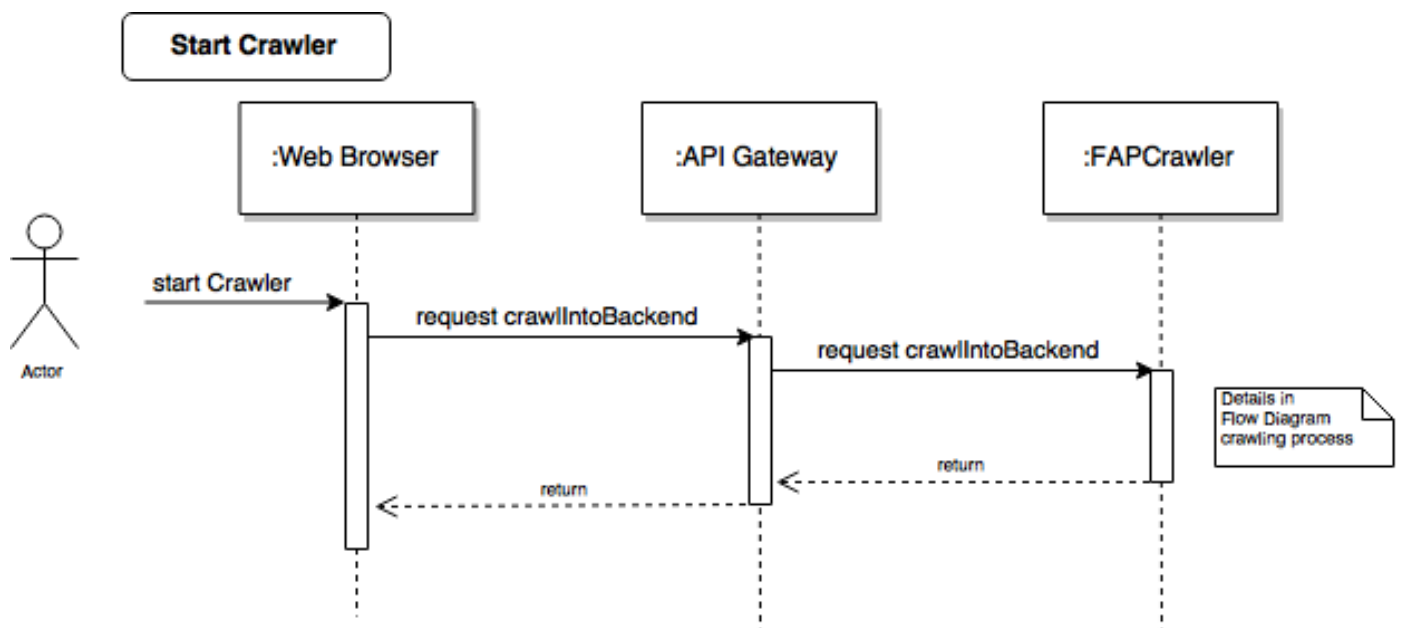 Start Crawler
:Web Browser
:API Gateway
:FAPCrawler
start Crawler
request crawlIntoBackend
request crawlIntoBackend
Actor
Details in
Flow Diagram
crawling process
return
return